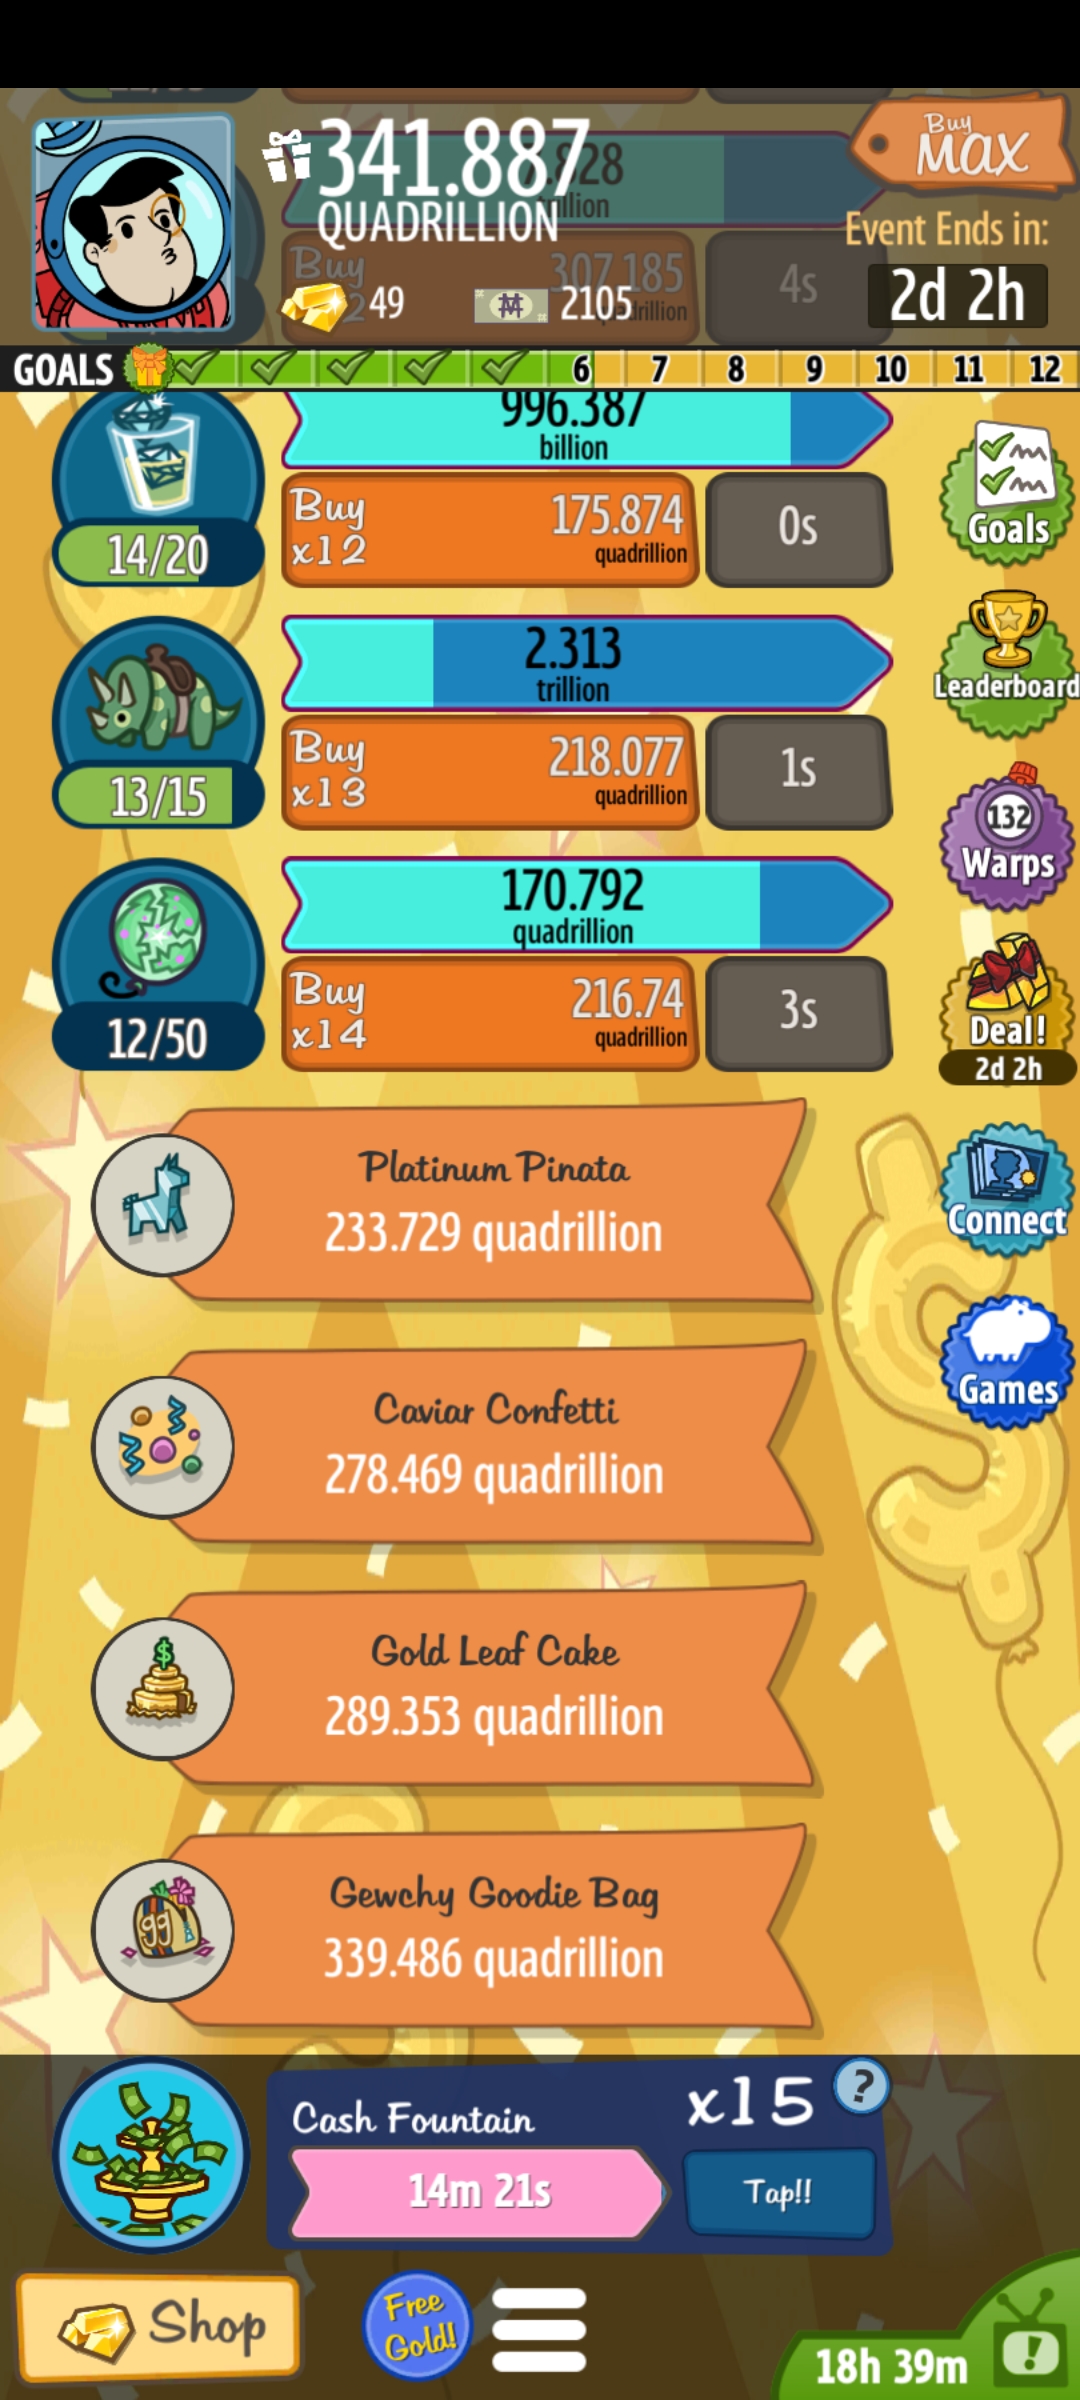 341.887
QUADRILLION
Buy
MAX
Event Ends in:
2d 2h
49
2105
.828
307.185
Buy
4s
GOALS
6 7 8 9 10 11 12
996.387
billion
14/20
Buy
x12
175.874
quadrillion
0s
Goals
2.313
trillion
13/15
Buy
x13
218.077
quadrillion
1s
Leaderboard
132
Warps
170.792
quadrillion
12/50
Buy
x14
216.74
quadrillion
3s
Deal!
2d 2h
Platinum Pinata
233.729 quadrillion
Connect
Caviar Confetti
278.469 quadrillion
Games
$
Gold Leaf Cake
289.353 quadrillion
gg
Gewchy Goodie Bag
339.486 quadrillion
Cash Fountain
x15
?
14m 21s
Tap!!
Shop
Free
Gold!
18h 39m
!